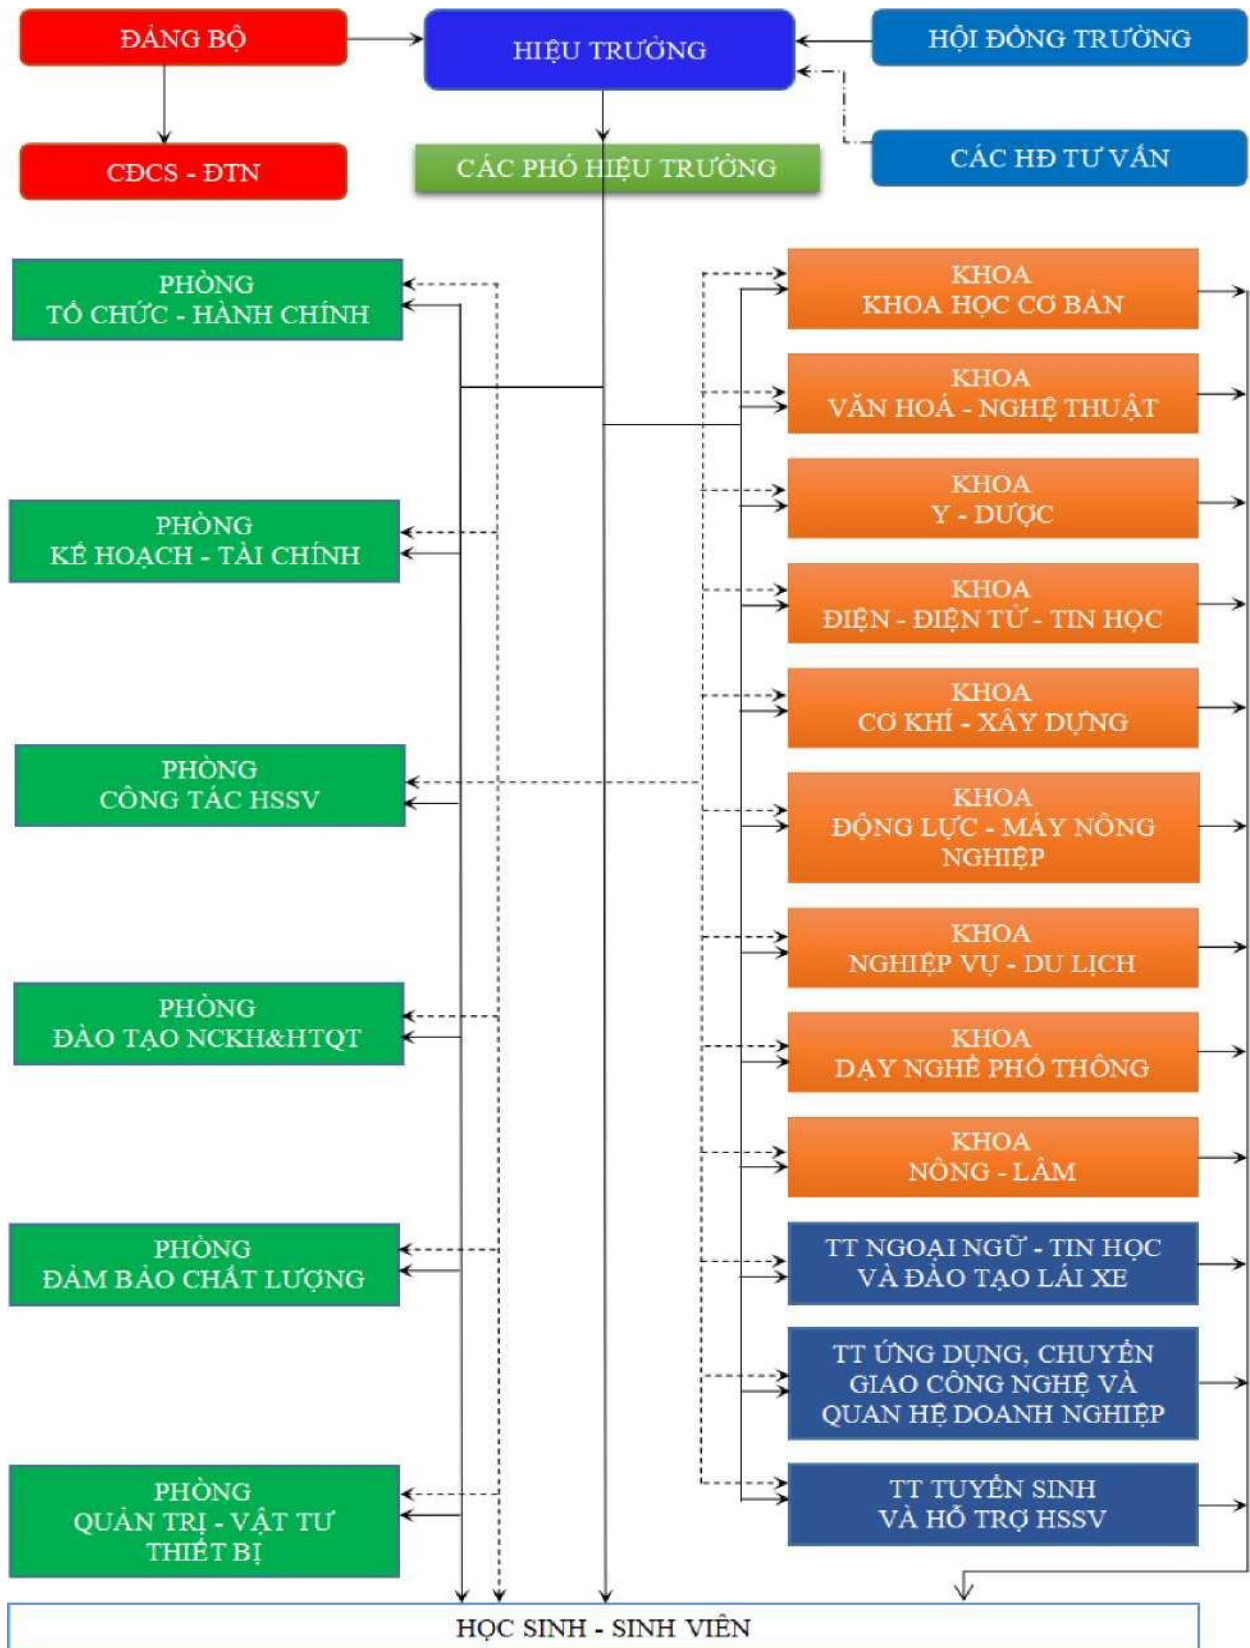 ĐẢNG BỘ
HIỆU TRƯỞNG
HỘI ĐỒNG TRƯỜNG
CĐCS - ĐTN
CÁC PHÓ HIỆU TRƯỞNG
CÁC HĐ TƯ VẤN
PHÒNG
TỔ CHỨC - HÀNH CHÍNH
PHÒNG
KẾ HOẠCH - TÀI CHÍNH
PHÒNG
CÔNG TÁC HSSV
PHÒNG
ĐÀO TẠO NCKH&HTQT
PHÒNG
ĐẢM BẢO CHẤT LƯỢNG
PHÒNG
QUẢN TRỊ - VẬT TƯ
THIẾT BỊ
KHOA
KHOA HỌC CƠ BẢN
KHOA
VĂN HOÁ - NGHỆ THUẬT
KHOA
Y - DƯỢC
KHOA
ĐIỆN - ĐIỆN TỬ - TIN HỌC
KHOA
CƠ KHÍ - XÂY DỰNG
KHOA
ĐỘNG LỰC - MÁY NÔNG
NGHIỆP
KHOA
NGHIỆP VỤ - DU LỊCH
KHOA
DẠY NGHỀ PHỔ THÔNG
KHOA
NÔNG - LÂM
TT NGOẠI NGỮ - TIN HỌC
VÀ ĐÀO TẠO LÁI XE
TT ỨNG DỤNG, CHUYỂN
GIAO CÔNG NGHỆ VÀ
QUAN HỆ DOANH NGHIỆP
TT TUYỂN SINH
VÀ HỖ TRỢ HSSV
HỌC SINH - SINH VIÊN